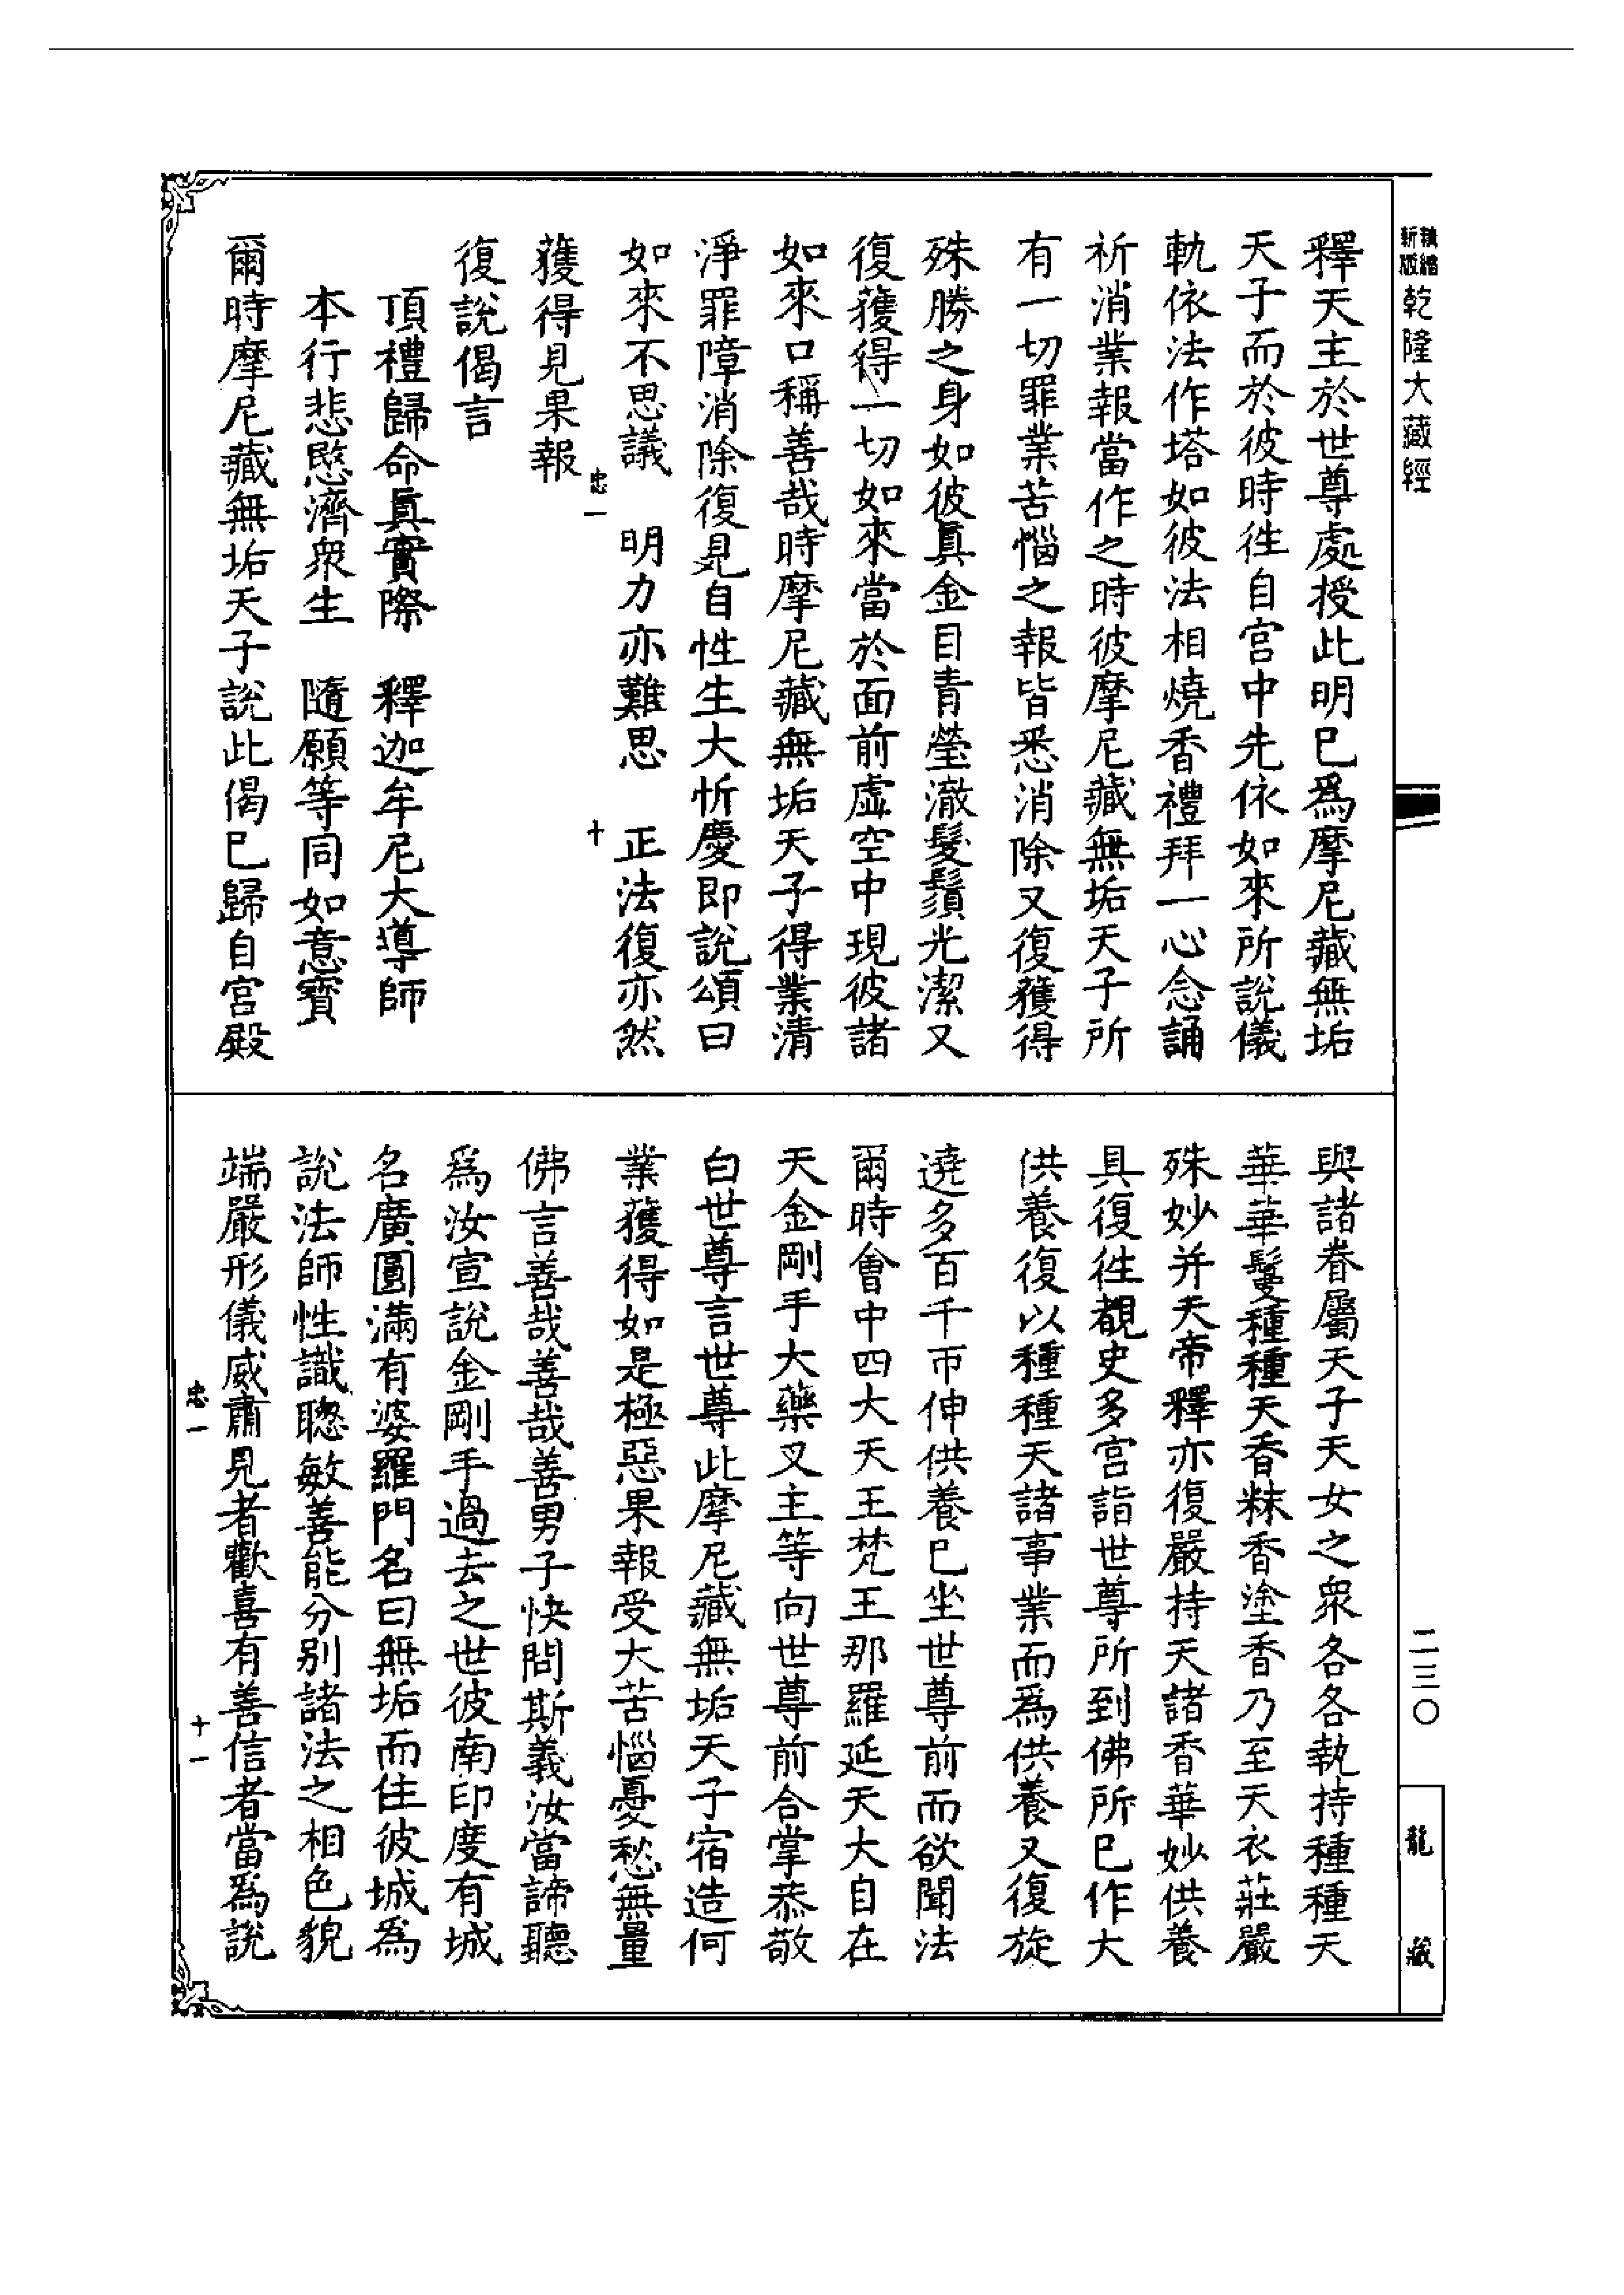 精縮新版乾隆大藏經
二三〇
龍藏
釋天主於世尊處授此明巳爲摩尼藏無垢
天子而於彼時徃自宮中先依如來所說儀
軌依法作塔如彼法相燒香禮拜一心念誦
祈消業報當作之時彼摩尼藏無垢天子所
有一切罪業苦惱之報皆悉消除又復獲得
殊勝之身如彼眞金目青瑩澈髮鬚光潔又
復獲得一切如來當於面前虛空中現彼諸
如來口稱善哉時摩尼藏無垢天子得業清
淨罪障消除復見自性生大忻慶即說頌曰
如來不思議　明力亦難思　正法復亦然
忠一　十
獲得見果報
復說偈言
頂禮歸命眞實際　釋迦牟尼大導師
本行悲愍濟衆生　隨願等同如意寶
爾時摩尼藏無垢天子說此偈巳歸自宮殿
與諸眷屬天子天女之衆各各執持種種天
華華鬘種種天香粖香塗香乃至天衣莊嚴
殊妙并天帝釋亦復嚴持天諸香華妙供養
具復徃覩史多宮詣世尊所到佛所巳作大
供養復以種種天諸事業而爲供養又復旋
遶多百千帀伸供養巳坐世尊前而欲聞法
爾時會中四大天王梵王那羅延天大自在
天金剛手大藥叉主等向世尊前合掌恭敬
白世尊言世尊此摩尼藏無垢天子宿造何
業獲得如是極惡果報受大苦惱憂愁無量
佛言善哉善哉善男子快問斯義汝當諦聽
爲汝宣說金剛手過去之世彼南印度有城
名廣圓滿有婆羅門名曰無垢而住彼城爲
說法師性識聰敏善能分別諸法之相色貌
端嚴形儀威肅見者歡喜有善信者當爲說
忠一　十一